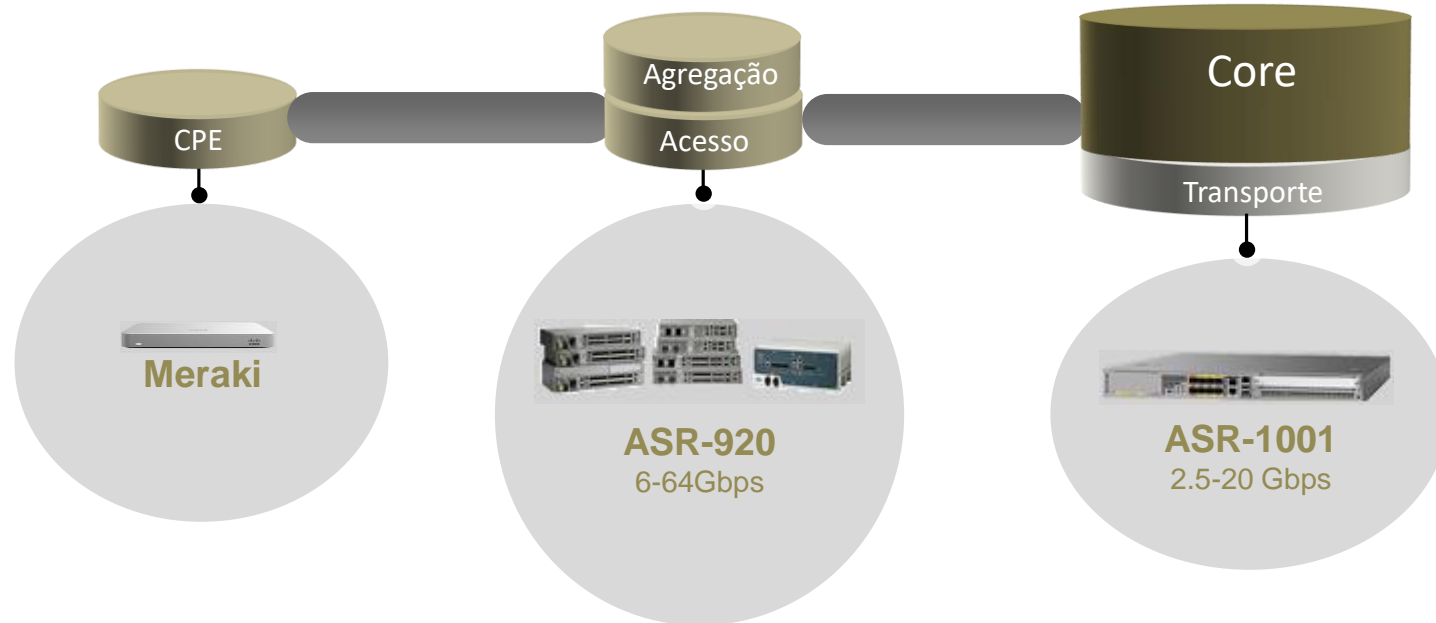 CPE
Agregação
Acesso
Core
Transporte
Meraki
ASR-920
6-64Gbps
ASR-1001
2.5-20 Gbps